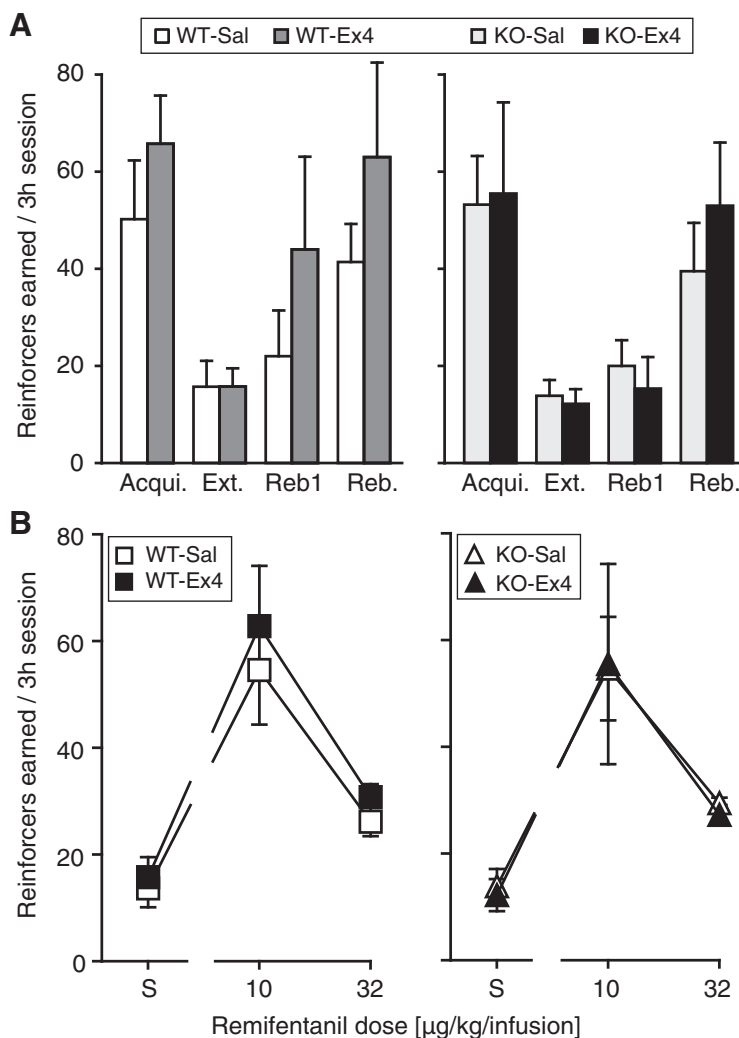 A
WT-Sal WT-Ex4 KO-Sal KO-Ex4
Reinforcers earned / 3h session
80
60
40
20
0
Acqui. Ext. Reb1 Reb. Acqui. Ext. Reb1 Reb.
B
WT-Sal
WT-Ex4
KO-Sal
KO-Ex4
Reinforcers earned / 3h session
80
60
40
20
0
S 10 32 S 10 32
Remifentanil dose [µg/kg/infusion]